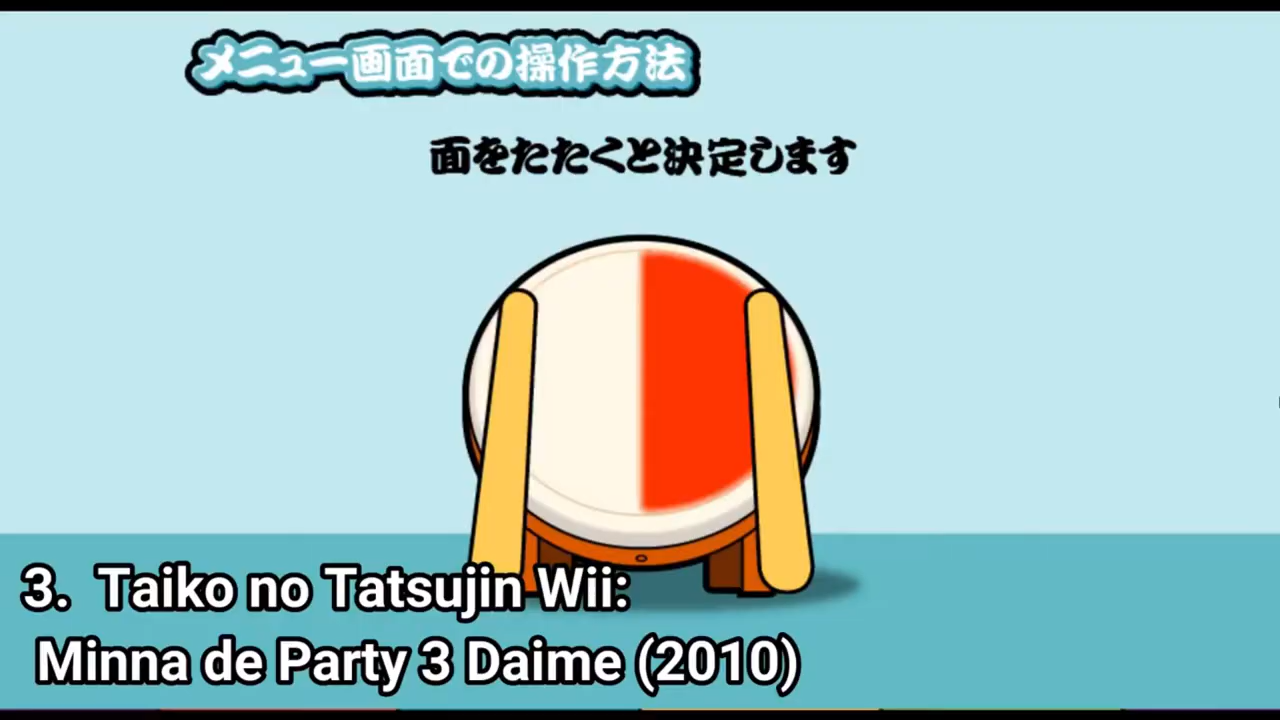 メニュー画面での操作方法
面をたたくと決定します
3. Taiko no Tatsujin Wii:
Minna de Party 3 Daime (2010)